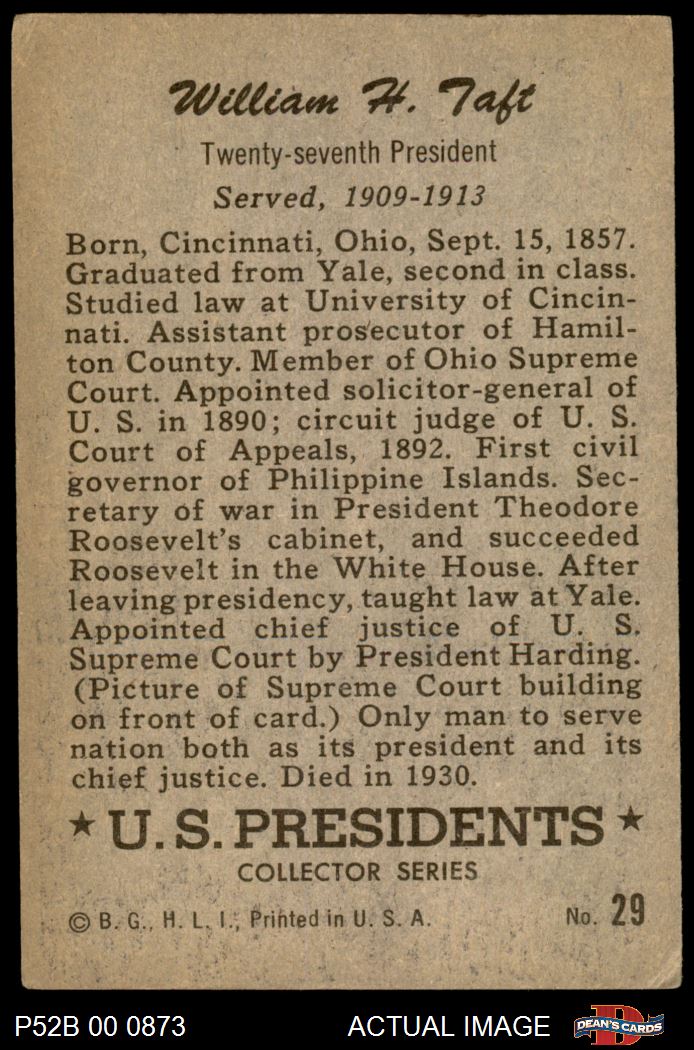 William H. Taft
Twenty-seventh President
Served, 1909-1913
Born, Cincinnati, Ohio, Sept. 15, 1857.
Graduated from Yale, second in class.
Studied law at University of Cincin-
nati. Assistant prosecutor of Hamil-
ton County. Member of Ohio Supreme
Court. Appointed solicitor-general of
U. S. in 1890; circuit judge of U. S.
Court of Appeals, 1892. First civil
governor of Philippine Islands. Sec-
retary of war in President Theodore
Roosevelt's cabinet, and succeeded
Roosevelt in the White House. After
leaving presidency, taught law at Yale.
Appointed chief justice of U. S.
Supreme Court by President Harding.
(Picture of Supreme Court building
on front of card.) Only man to serve
nation both as its president and its
chief justice. Died in 1930.
★ U.S. PRESIDENTS ★
COLLECTOR SERIES
© B. G., H. L. I., Printed in U. S. A. No. 29
P52B 00 0873 ACTUAL IMAGE D DEAN'S CARDS